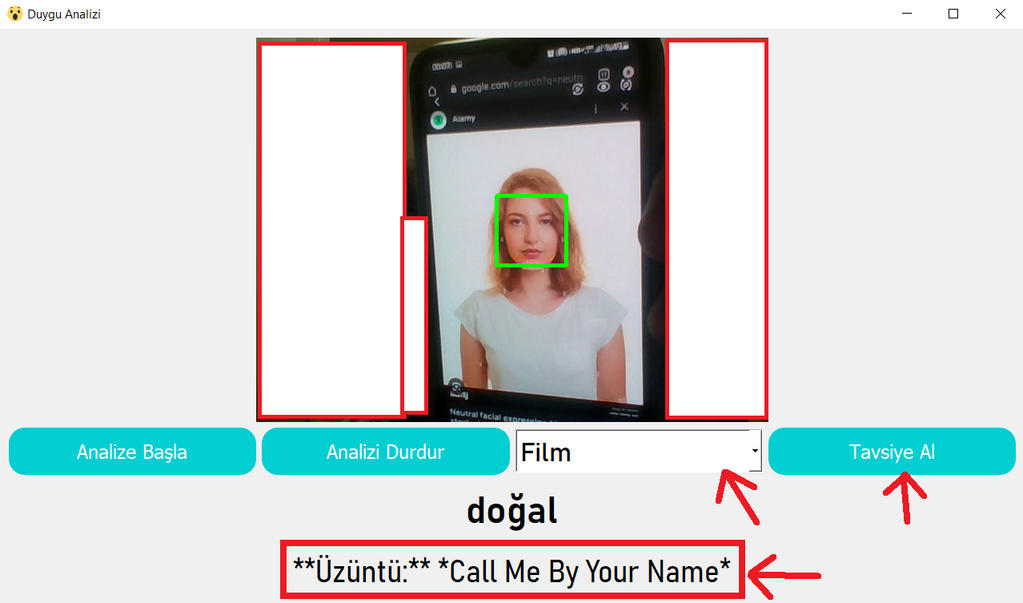 Duygu Analizi
google.com/search?q=neutr
Alamy
Neutral facial expression
Analize Başla
Analizi Durdur
Film
Tavsiye Al
doğal
**Üzüntü:** *Call Me By Your Name*